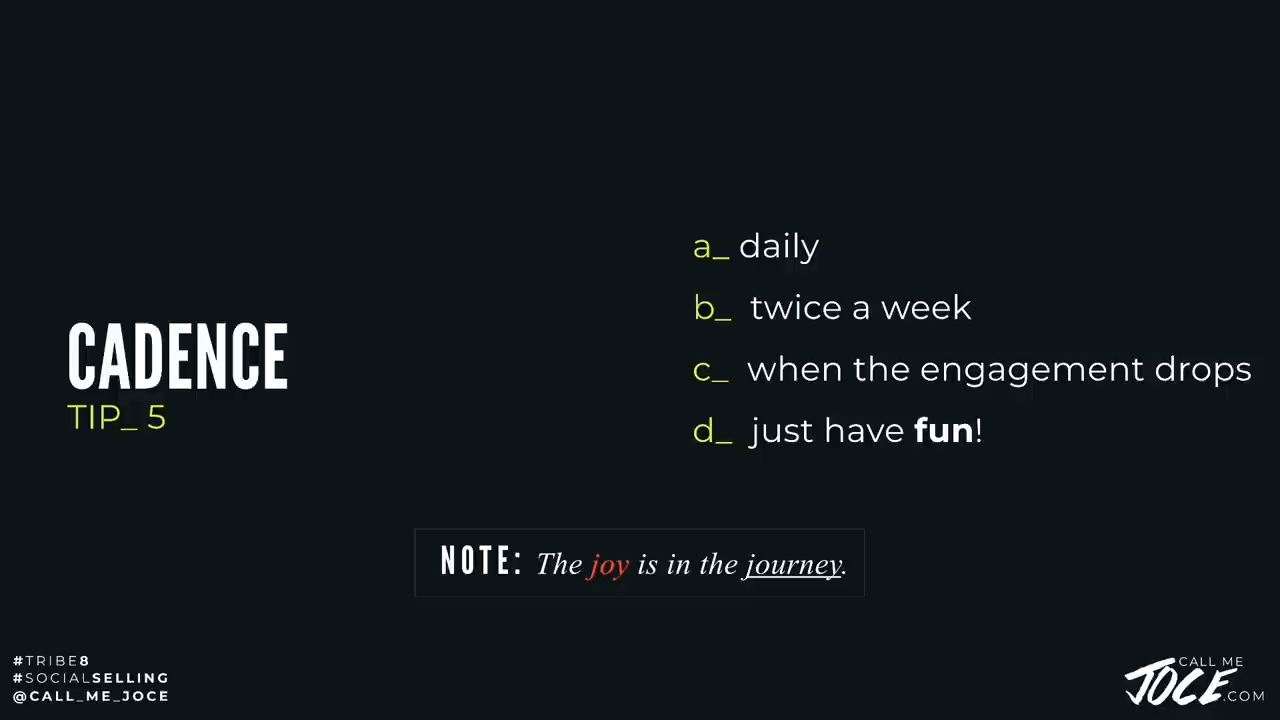 CADENCE
TIP_ 5
a_ daily
b_ twice a week
c_ when the engagement drops
d_ just have fun!
NOTE: The joy is in the journey.
#TRIBE8
#SOCIALSELLING
@CALL_ME_JOCE
CALL ME
JOCE
.COM